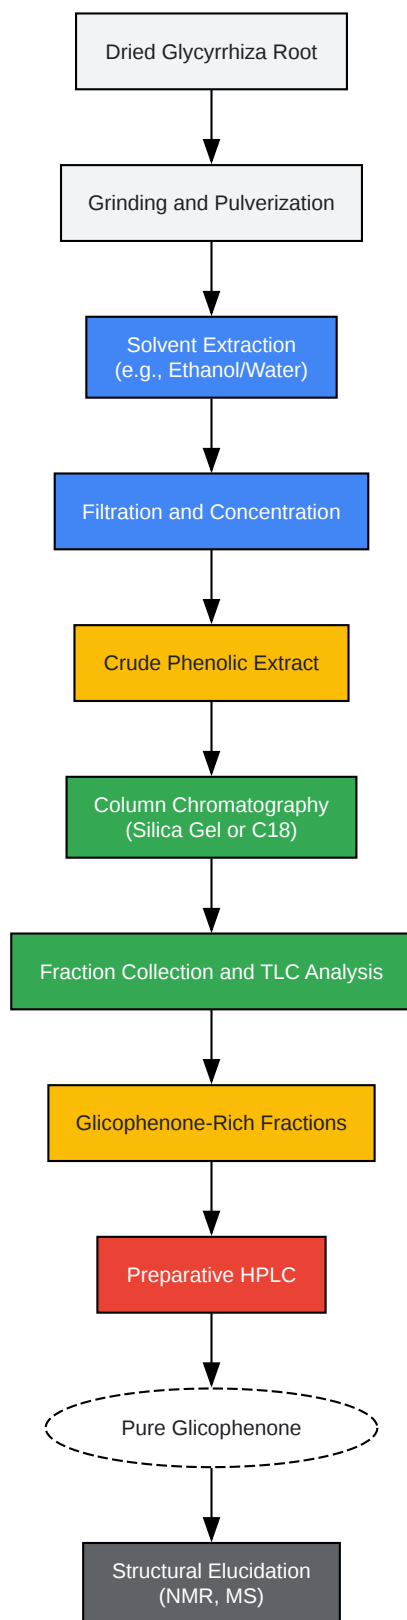 Dried Glycyrrhiza Root
Grinding and Pulverization
Solvent Extraction
(e.g., Ethanol/Water)
Filtration and Concentration
Crude Phenolic Extract
Column Chromatography
(Silica Gel or C18)
Fraction Collection and TLC Analysis
Glicophenone-Rich Fractions
Preparative HPLC
Pure Glicophenone
Structural Elucidation
(NMR, MS)